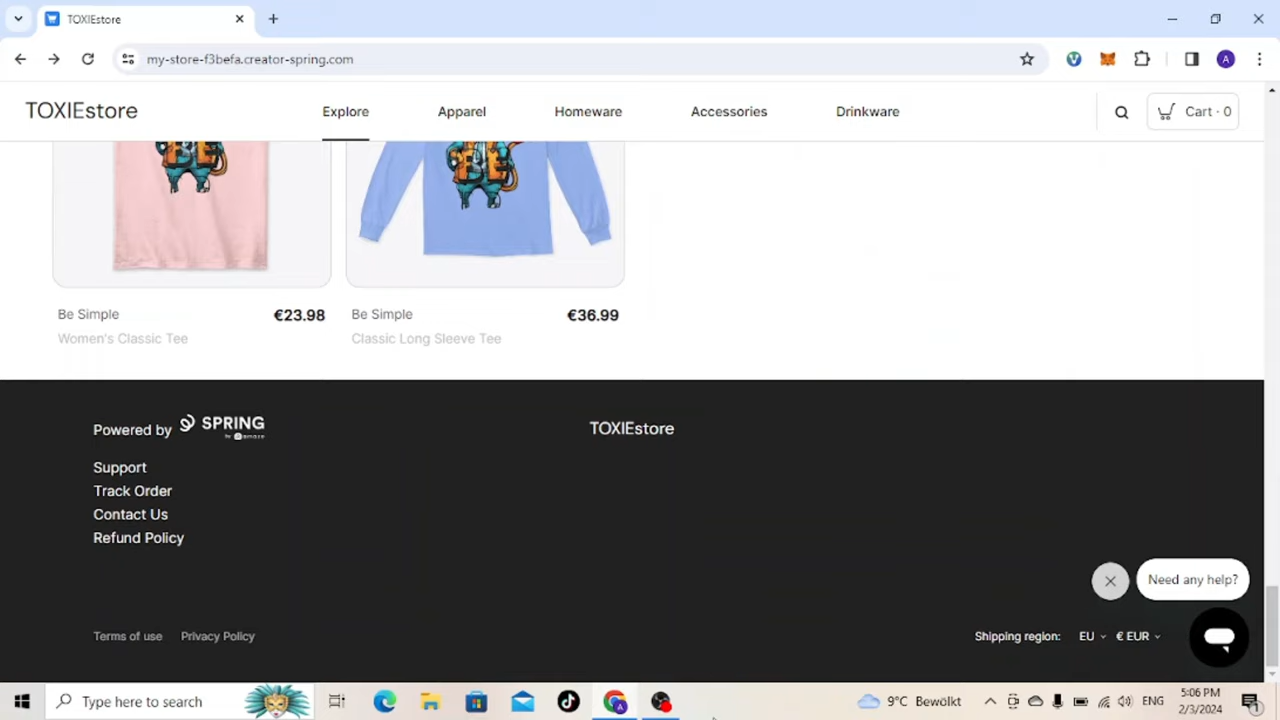 TOXIEstore
my-store-f3befa.creator-spring.com
TOXIEstore Explore Apparel Homeware Accessories Drinkware Cart · 0
Be Simple €23.98 Be Simple €36.99
Women's Classic Tee Classic Long Sleeve Tee
Powered by SPRING TOXIEstore
Support
Track Order
Contact Us
Refund Policy
Need any help?
Terms of use Privacy Policy Shipping region: EU € EUR
Type here to search 9°C Bewölkt ENG 5:06 PM
2/3/2024